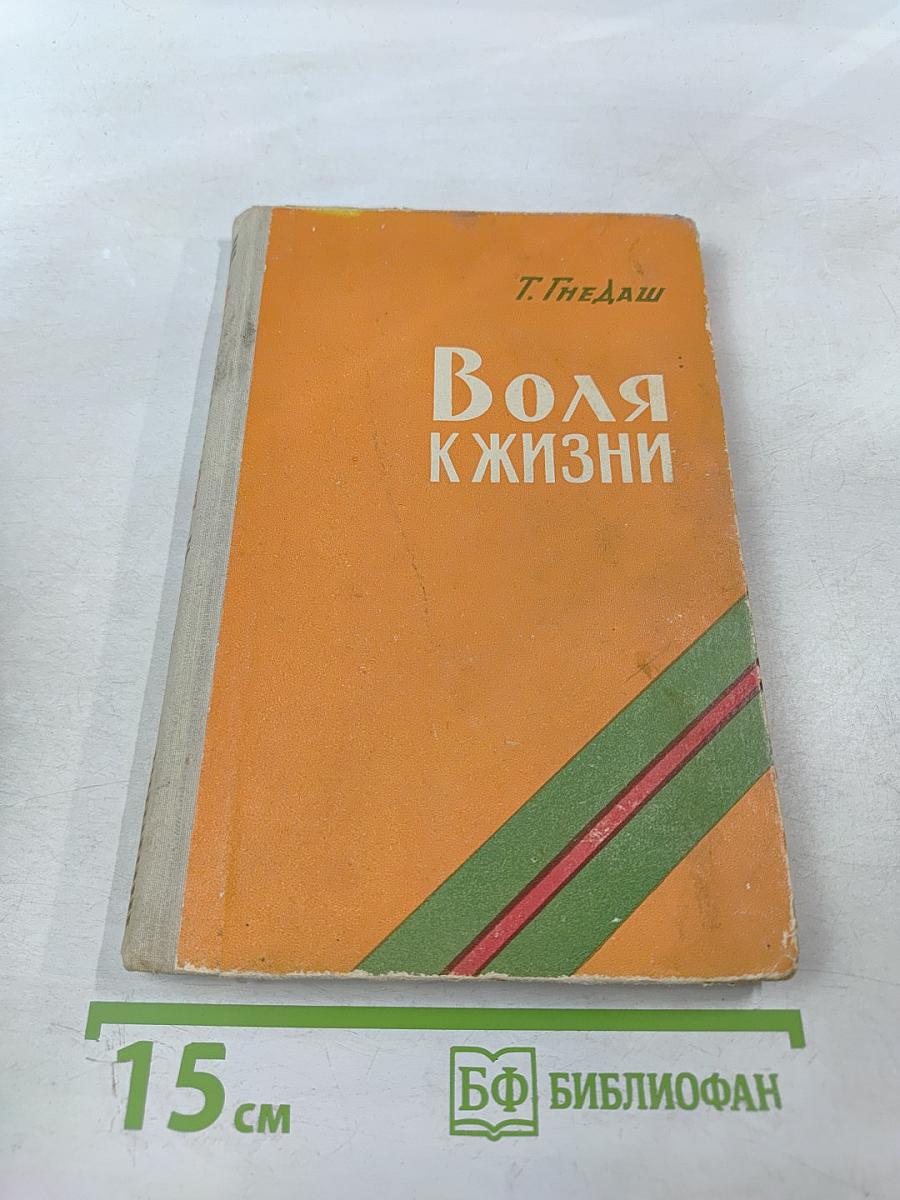 Т. Гнедаш
Воля
к жизни
15 см
БФ БИБЛИОФАН